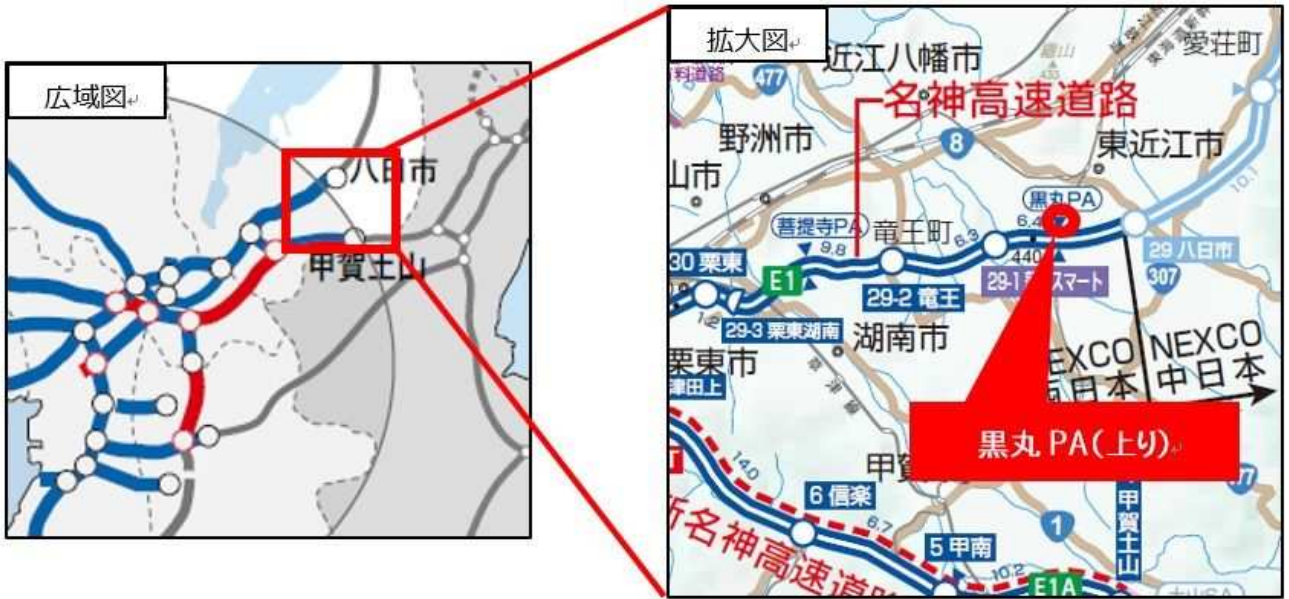 広域図
八日市
甲賀土山
拡大図
近江八幡市
愛荘町
477
名神高速道路
野洲市
8
東近江市
山市
10.1
黒丸PA
菩提寺PA
竜王町
6.4
9.8
6.3
30 栗東
E1
440
29 八日市
29-2 竜王
29-1
スマート
307
1.2
29-3 栗東湖南
湖南市
栗東市
EXCO
NEXCO
西日本
中日本
津田上
黒丸 PA(上り)
14.0
甲賀
6 信楽
6.7
1
甲賀土山
5 甲南
新名神高速道路
10.2
E1A